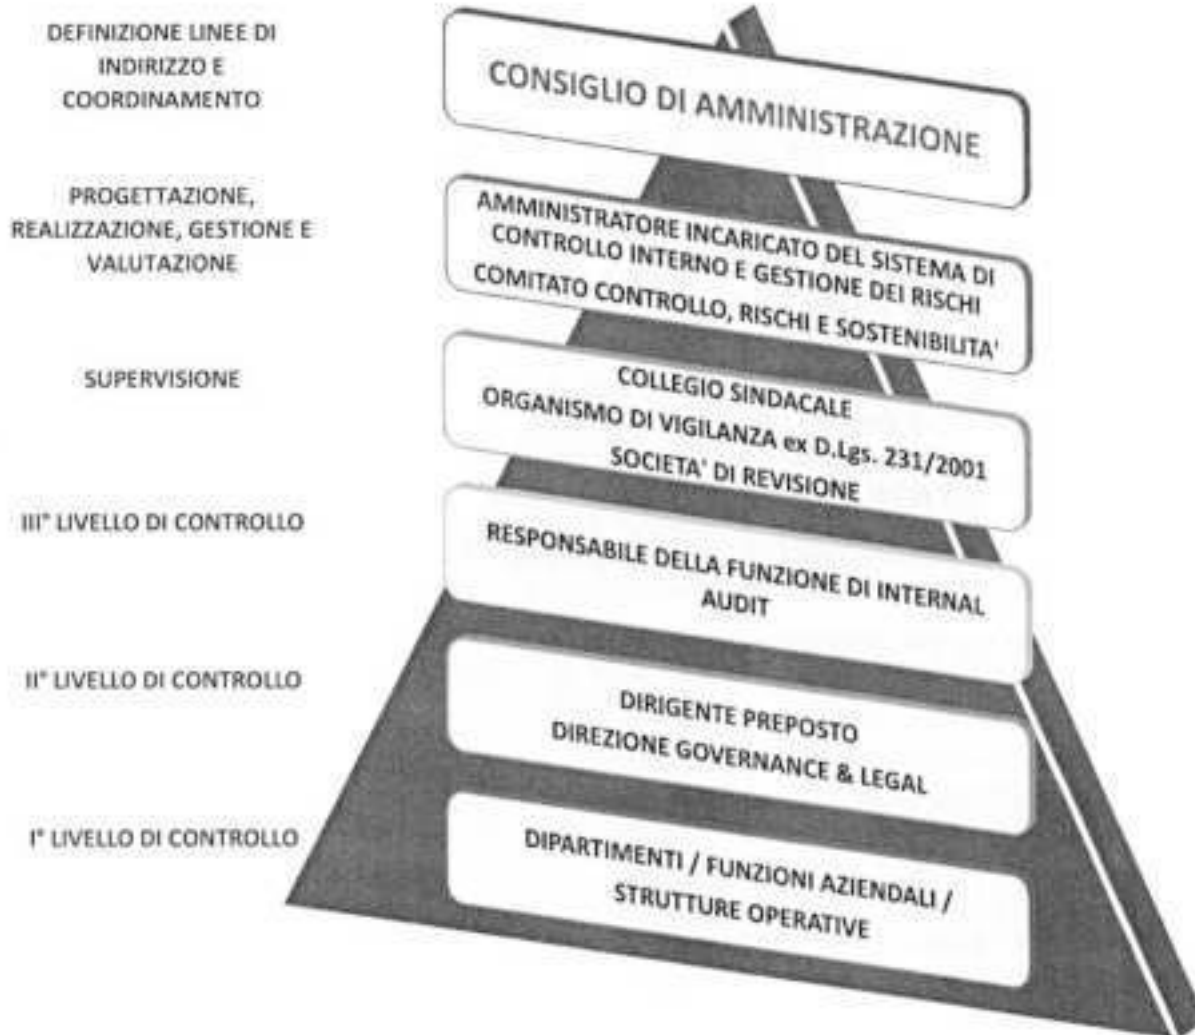 DEFINIZIONE LINEE DI
INDIRIZZO E
COORDINAMENTO
CONSIGLIO DI AMMINISTRAZIONE
PROGETTAZIONE,
REALIZZAZIONE, GESTIONE E
VALUTAZIONE
AMMINISTRATORE INCARICATO DEL SISTEMA DI
CONTROLLO INTERNO E GESTIONE DEI RISCHI
COMITATO CONTROLLO, RISCHI E SOSTENIBILITA'
SUPERVISIONE
COLLEGIO SINDACALE
ORGANISMO DI VIGILANZA ex D.Lgs. 231/2001
SOCIETA' DI REVISIONE
III° LIVELLO DI CONTROLLO
RESPONSABILE DELLA FUNZIONE DI INTERNAL
AUDIT
II° LIVELLO DI CONTROLLO
DIRIGENTE PREPOSTO
DIREZIONE GOVERNANCE & LEGAL
I° LIVELLO DI CONTROLLO
DIPARTIMENTI / FUNZIONI AZIENDALI /
STRUTTURE OPERATIVE